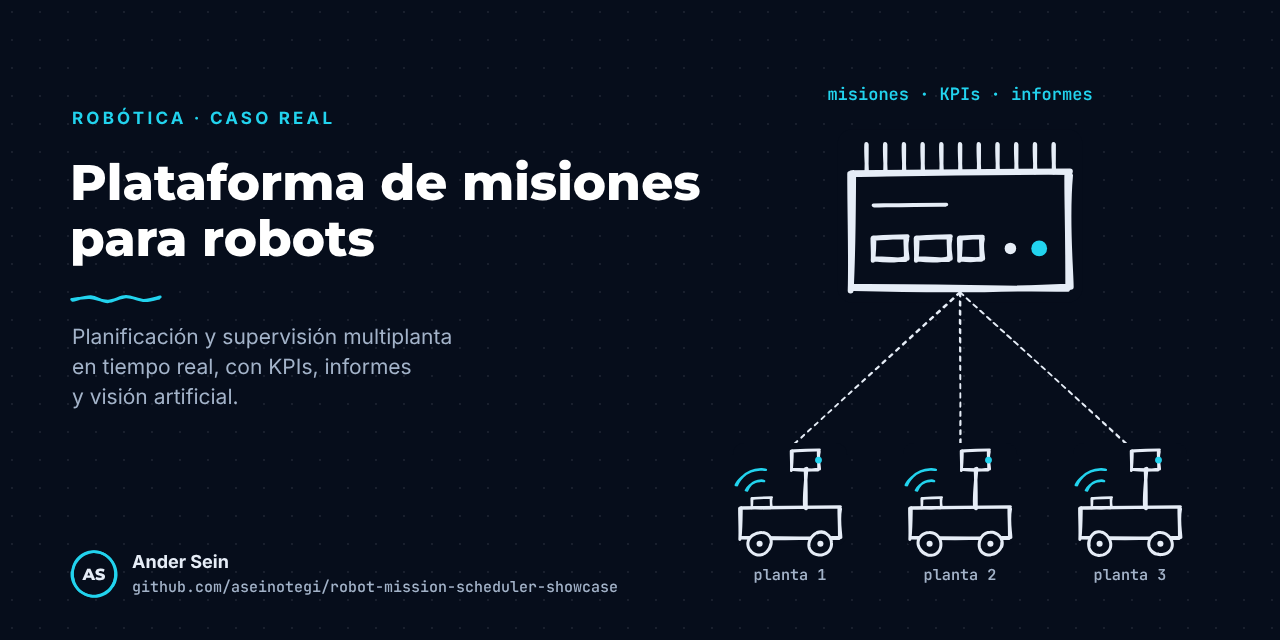 ROBÓTICA · CASO REAL
Plataforma de misiones
para robots
Planificación y supervisión multiplanta
en tiempo real, con KPIs, informes
y visión artificial.
AS
Ander Sein
github.com/aseinotegi/robot-mission-scheduler-showcase
misiones · KPIs · informes
planta 1
planta 2
planta 3